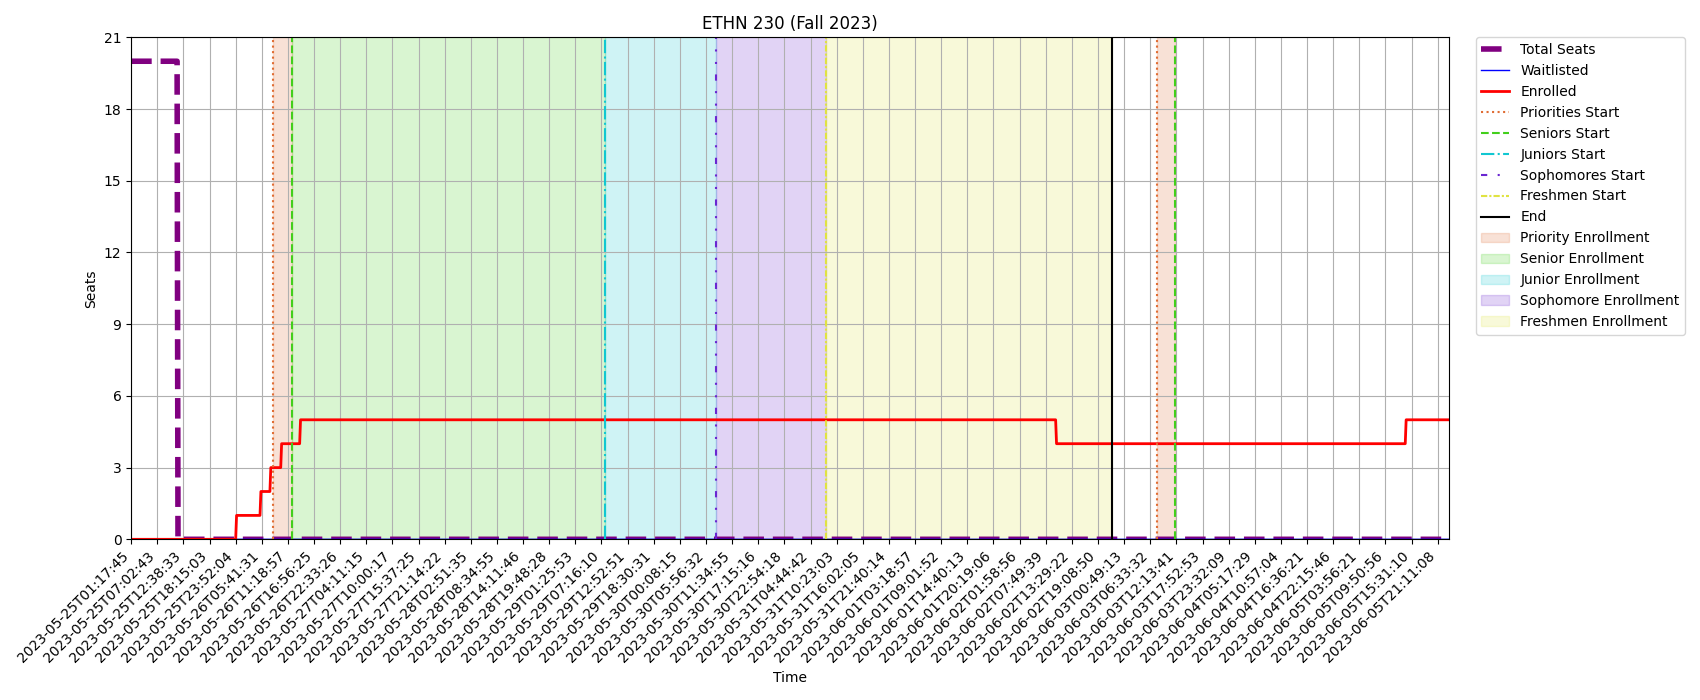 ETHN 230 (Fall 2023)
21
18
15
12
9
6
3
0
Seats
2023-05-25T01:17:45
2023-05-25T07:02:43
2023-05-25T12:38:33
2023-05-25T18:15:03
2023-05-25T23:52:04
2023-05-26T05:41:31
2023-05-26T11:18:57
2023-05-26T16:56:25
2023-05-26T22:33:26
2023-05-27T04:11:15
2023-05-27T10:00:17
2023-05-27T15:37:25
2023-05-27T21:14:22
2023-05-28T02:51:35
2023-05-28T08:34:55
2023-05-28T14:11:46
2023-05-28T19:48:28
2023-05-29T01:25:53
2023-05-29T07:16:10
2023-05-29T12:52:51
2023-05-29T18:30:31
2023-05-30T00:08:15
2023-05-30T05:56:32
2023-05-30T11:34:55
2023-05-30T17:15:16
2023-05-30T22:54:18
2023-05-31T04:44:42
2023-05-31T10:23:03
2023-05-31T16:02:05
2023-05-31T21:40:14
2023-06-01T03:18:57
2023-06-01T09:01:52
2023-06-01T14:40:13
2023-06-01T20:19:06
2023-06-02T01:58:56
2023-06-02T07:49:39
2023-06-02T13:29:22
2023-06-02T19:08:50
2023-06-03T00:49:13
2023-06-03T06:33:32
2023-06-03T12:13:41
2023-06-03T17:52:53
2023-06-03T23:32:09
2023-06-04T05:17:29
2023-06-04T10:57:04
2023-06-04T16:36:21
2023-06-04T22:15:46
2023-06-05T03:56:21
2023-06-05T09:50:56
2023-06-05T15:31:10
2023-06-05T21:11:08
Time
Total Seats
Waitlisted
Enrolled
Priorities Start
Seniors Start
Juniors Start
Sophomores Start
Freshmen Start
End
Priority Enrollment
Senior Enrollment
Junior Enrollment
Sophomore Enrollment
Freshmen Enrollment